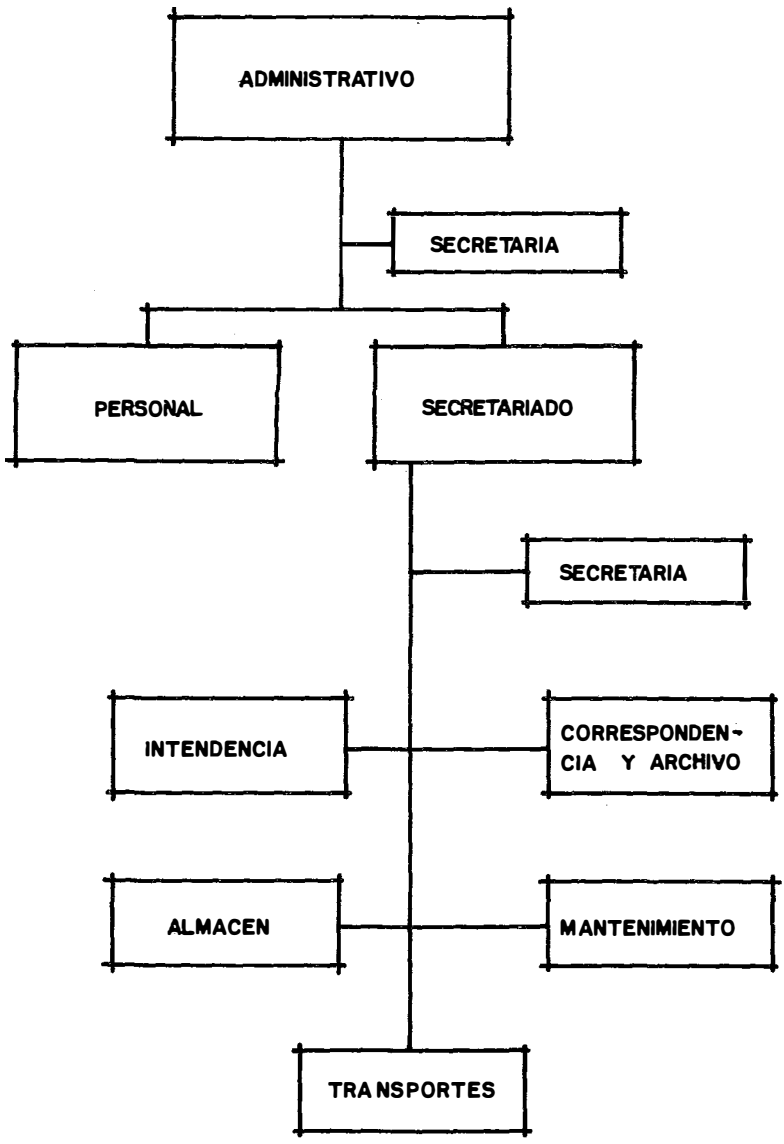 ADMINISTRATIVO
SECRETARIA
PERSONAL
SECRETARIADO
SECRETARIA
INTENDENCIA
CORRESPONDEN-
CIA Y ARCHIVO
ALMACEN
MANTENIMIENTO
TRANSPORTES